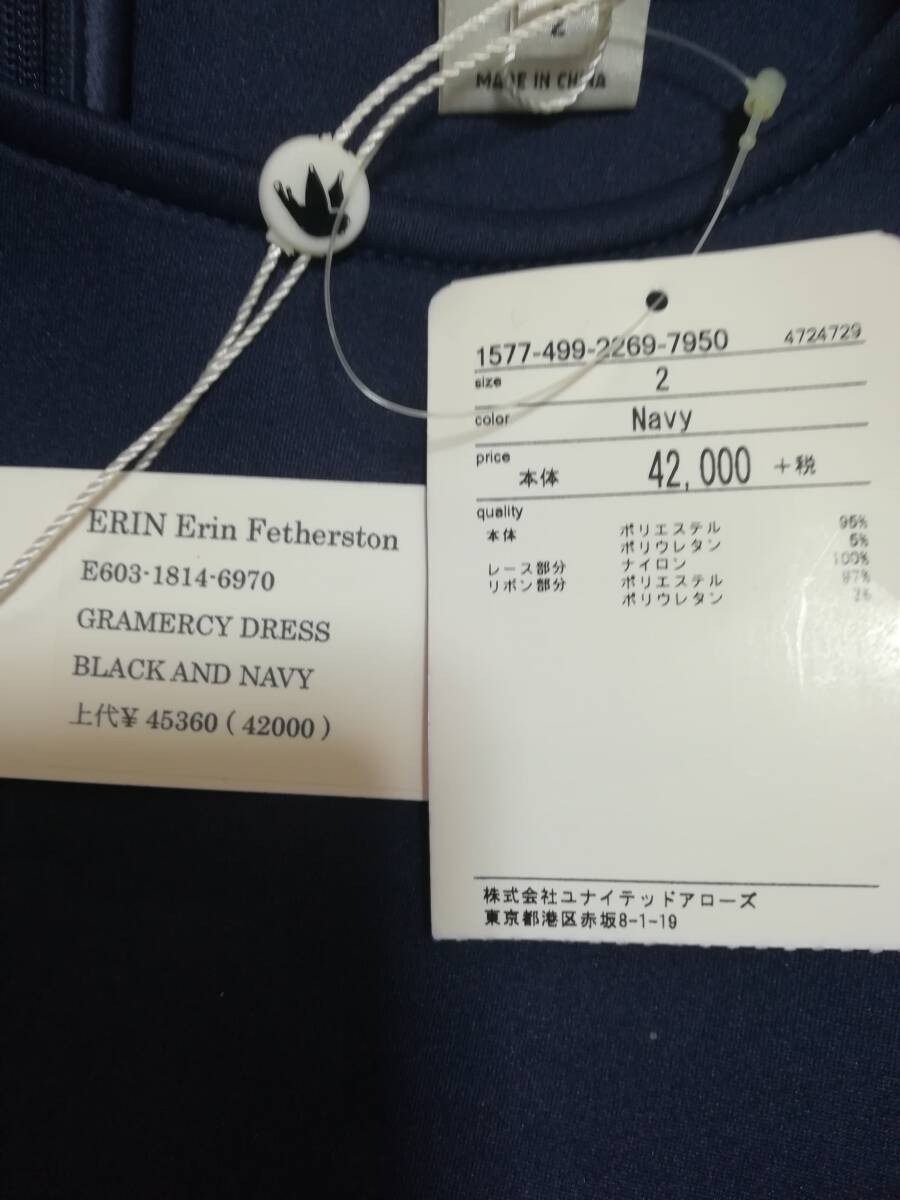 2
MADE IN CHINA
1577-499-2269-7950 4724729
size 2
color Navy
price 本体 42,000 +税
quality
本体 ポリエステル 95%
ポリウレタン 5%
レース部分 ナイロン 100%
リボン部分 ポリエステル 97%
ポリウレタン 3%
株式会社ユナイテッドアローズ
東京都港区赤坂8-1-19
ERIN Erin Fetherston
E603-1814-6970
GRAMERCY DRESS
BLACK AND NAVY
上代¥ 45360 ( 42000 )